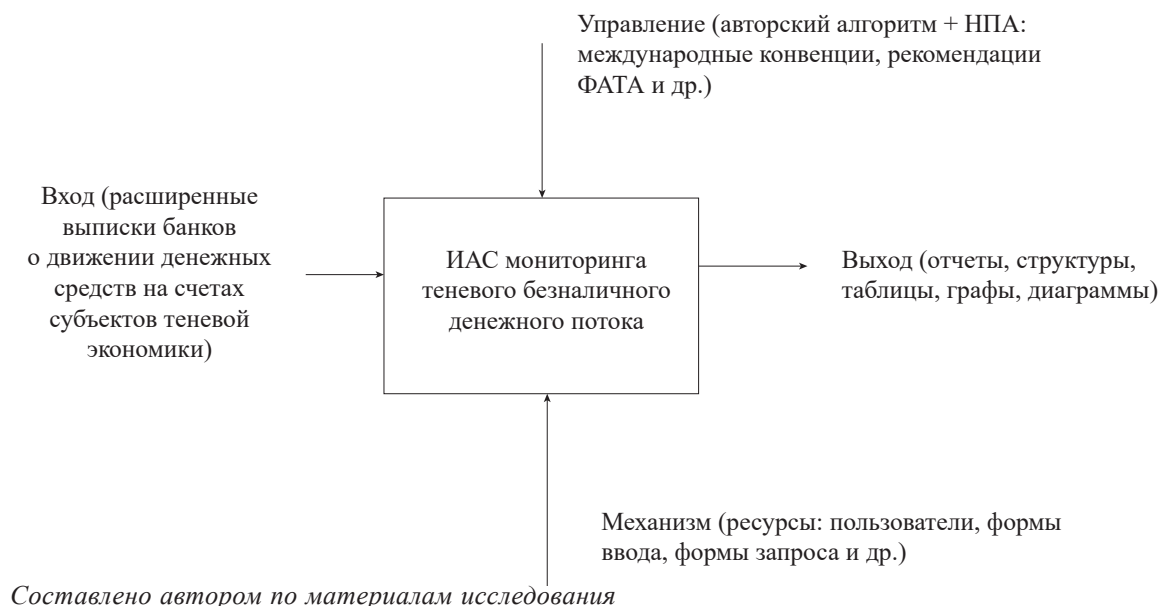 Управление (авторский алгоритм + НПА:
международные конвенции, рекомендации
ФАТА и др.)
Вход (расширенные
выписки банков
о движении денежных
средств на счетах
субъектов теневой
экономики)
ИАС мониторинга
теневого безналичного
денежного потока
Выход (отчеты, структуры,
таблицы, графы, диаграммы)
Механизм (ресурсы: пользователи, формы
ввода, формы запроса и др.)
Составлено автором по материалам исследования